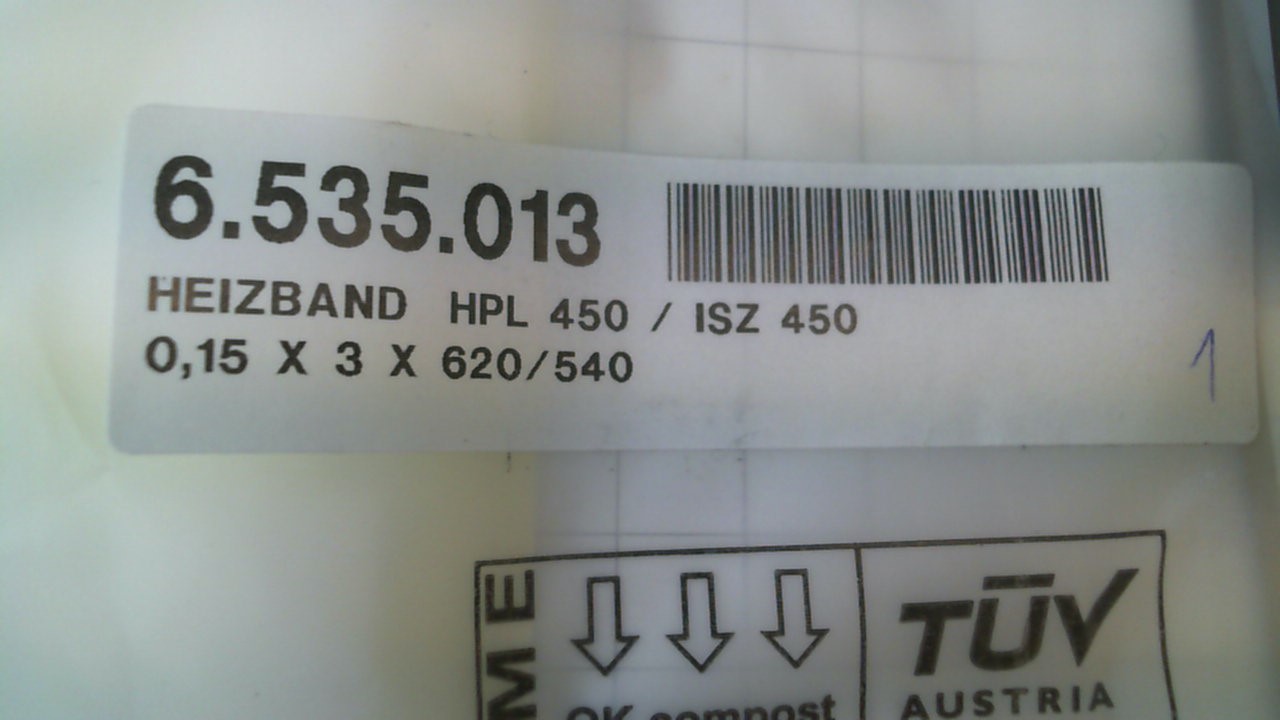 6.535.013
HEIZBAND HPL 450 / ISZ 450
0,15 X 3 X 620/540
1
ME
OK compost
TÜV
AUSTRIA